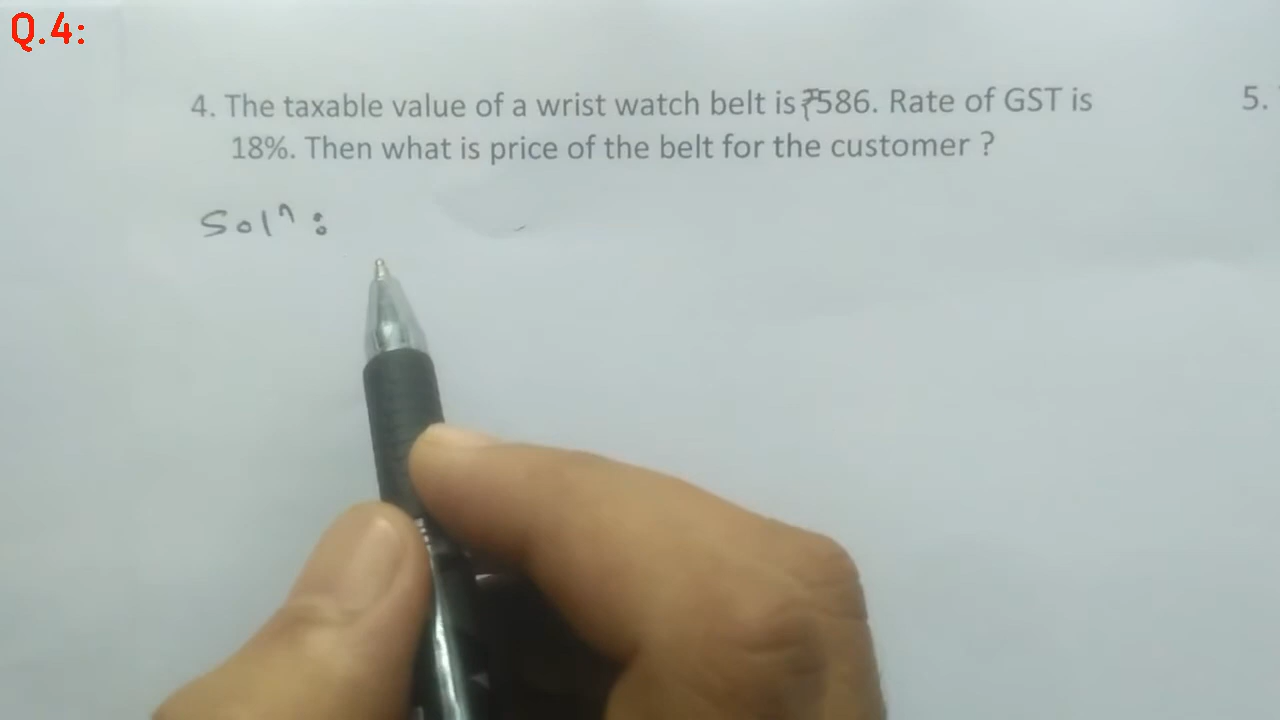 Q.4:
4. The taxable value of a wrist watch belt is ₹586. Rate of GST is
18%. Then what is price of the belt for the customer ?
5.
Solⁿ :